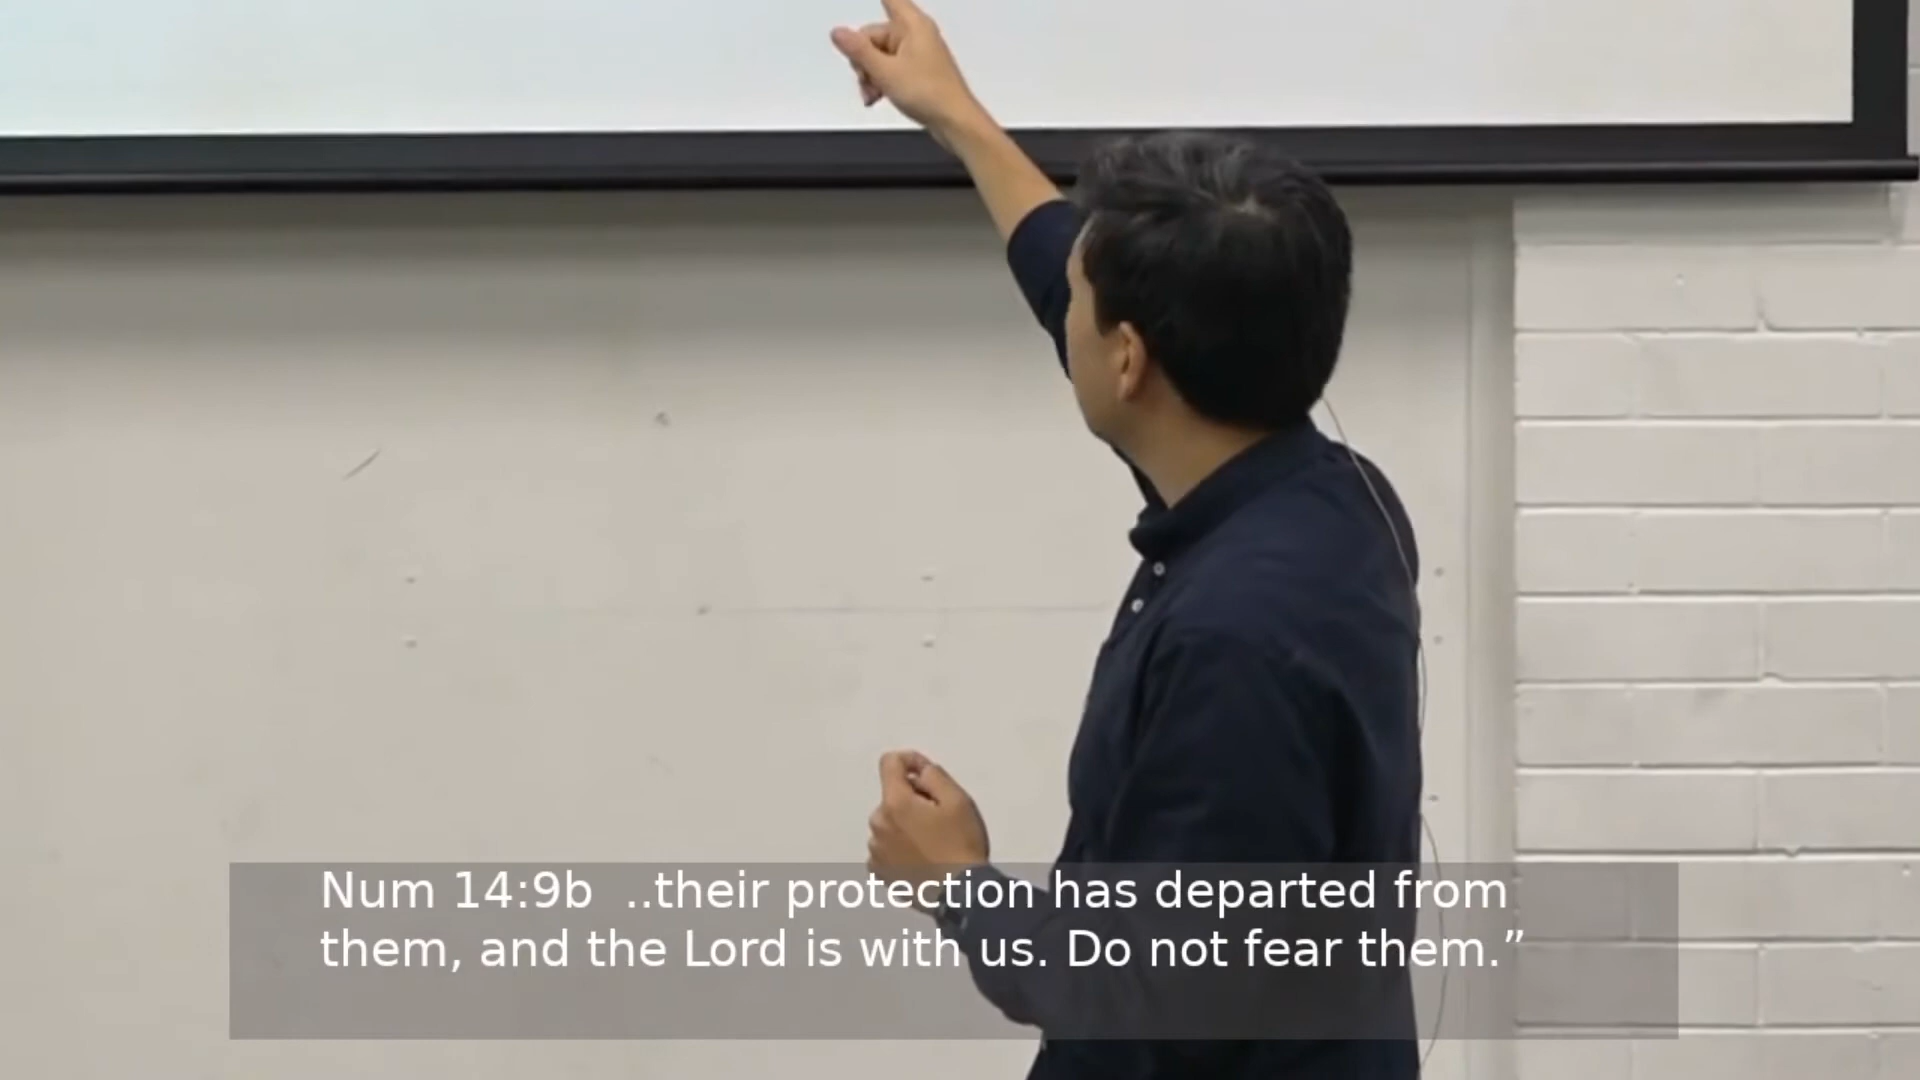 Num 14:9b  ..their protection has departed from
them, and the Lord is with us. Do not fear them.”